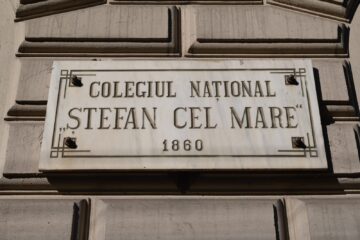 COLEGIUL NATIONAL
„STEFAN CEL MARE“
1860